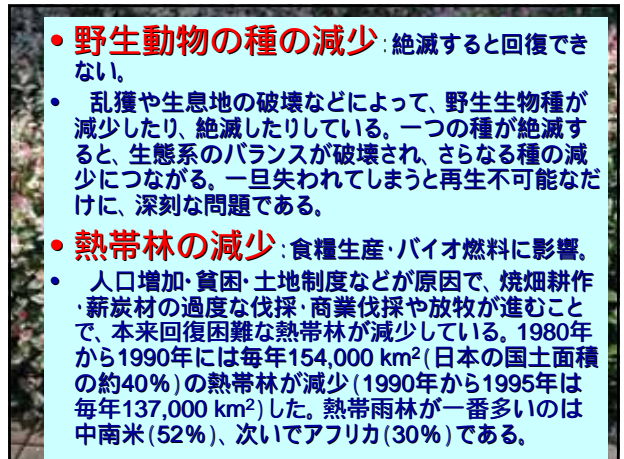 • 野生動物の種の減少:絶滅すると回復でき
ない。
• 乱獲や生息地の破壊などによって、野生生物種が
減少したり、絶滅したりしている。一つの種が絶滅す
ると、生態系のバランスが破壊され、さらなる種の減
少につながる。一旦失われてしまうと再生不可能なだ
けに、深刻な問題である。
• 熱帯林の減少:食糧生産・バイオ燃料に影響。
• 人口増加・貧困・土地制度などが原因で、焼畑耕作
・薪炭材の過度な伐採・商業伐採や放牧が進むこと
で、本来回復困難な熱帯林が減少している。1980年
から1990年には毎年154,000 km²(日本の国土面積
の約40%)の熱帯林が減少(1990年から1995年は
毎年137,000 km²)した。熱帯雨林が一番多いのは
中南米(52%)、次いでアフリカ(30%)である。